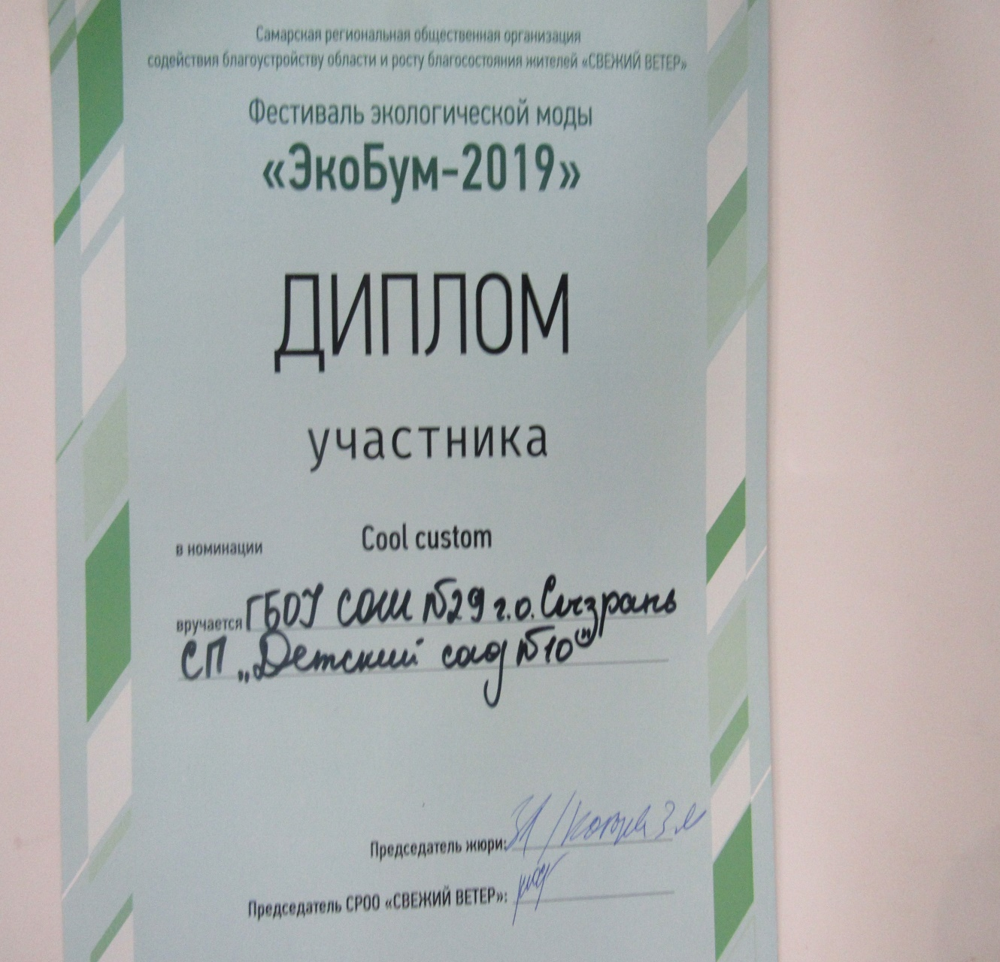 Самарская региональная общественная организация
содействия благоустройству области и росту благосостояния жителей «СВЕЖИЙ ВЕТЕР»
Фестиваль экологической моды
«ЭкоБум-2019»
ДИПЛОМ
участника
в номинации Cool custom
вручается ГБОУ СОШ №29 г.о. Сызрань
СП „Детский сад №10"
Председатель жюри:
Председатель СРОО «СВЕЖИЙ ВЕТЕР»: